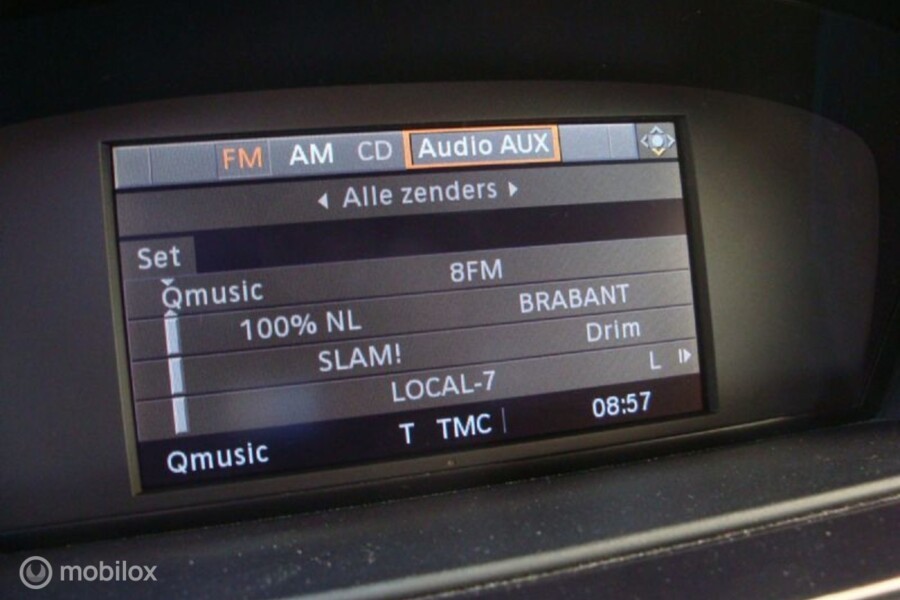 FM AM CD Audio AUX
Alle zenders
Set
Qmusic 8FM
100% NL BRABANT
SLAM! Drim
LOCAL-7 L
Qmusic T TMC 08:57
mobilox